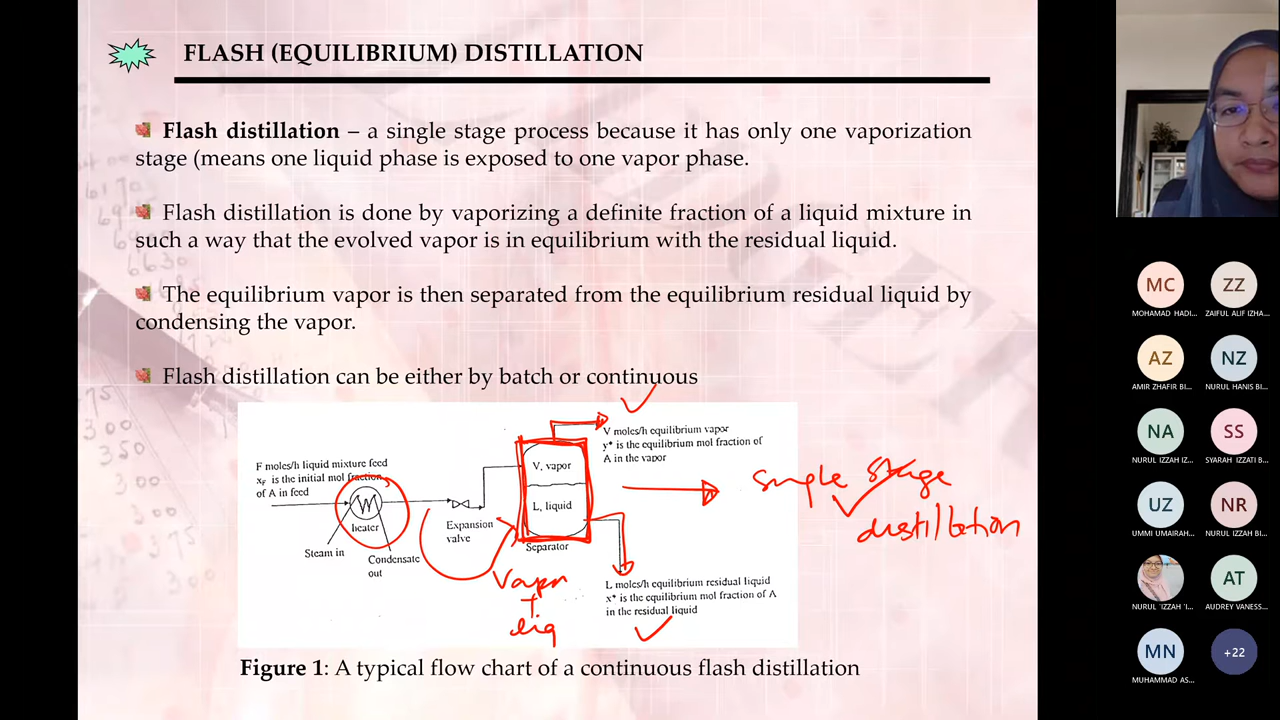 FLASH (EQUILIBRIUM) DISTILLATION
Flash distillation – a single stage process because it has only one vaporization
stage (means one liquid phase is exposed to one vapor phase.
Flash distillation is done by vaporizing a definite fraction of a liquid mixture in
such a way that the evolved vapor is in equilibrium with the residual liquid.
The equilibrium vapor is then separated from the equilibrium residual liquid by
condensing the vapor.
Flash distillation can be either by batch or continuous
F moles/h liquid mixture feed
xF is the initial mol fraction
of A in feed
heater
Steam in
Condensate
out
Expansion
valve
V, vapor
L, liquid
Separator
V moles/h equilibrium vapor
y* is the equilibrium mol fraction of
A in the vapor
L moles/h equilibrium residual liquid
x* is the equilibrium mol fraction of A
in the residual liquid
Vapor
+
liq
Single stage
distillation
Figure 1: A typical flow chart of a continuous flash distillation
MC
MOHAMAD HADI...
ZZ
ZAIFUL ALIF IZHA...
AZ
AMIR ZHAFIR BI...
NZ
NURUL HANIS BI...
NA
NURUL IZZAH IZ...
SS
SYARAH IZZATI B...
UZ
UMMI UMAIRAH...
NR
NURUL IZZAH BI...
NURUL 'IZZAH 'I...
AT
AUDREY VANESS...
MN
MUHAMMAD AS...
+22